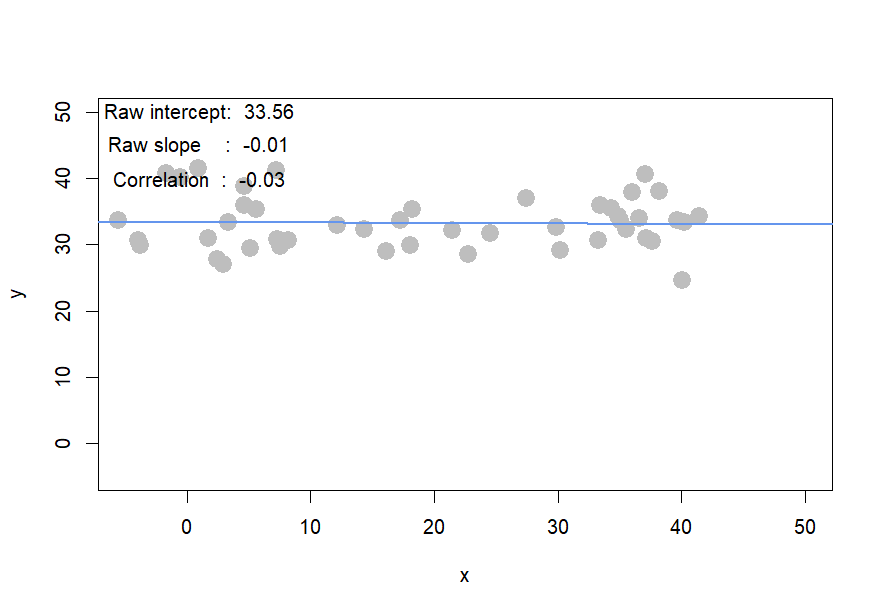 Raw intercept: 33.56
Raw slope : -0.01
Correlation : -0.03
50
40
30
20
10
0
y
0 10 20 30 40 50
x